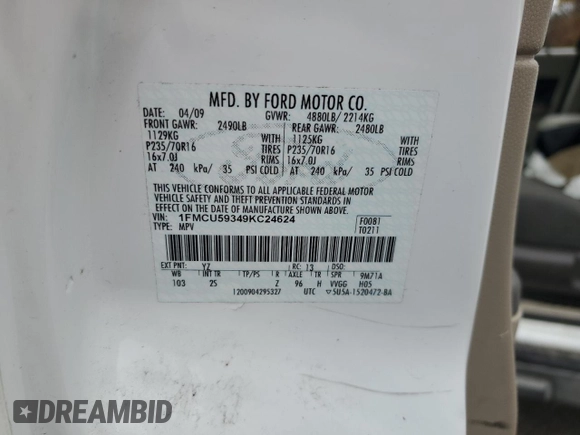 MFD. BY FORD MOTOR CO.
DATE: 04/09 GVWR: 4880LB/ 2214KG
FRONT GAWR: 2490LB REAR GAWR: 2480LB
1129KG WITH 1125KG WITH
P235/70R16 TIRES P235/70R16 TIRES
16x7.0J RIMS 16x7.0J RIMS
AT 240 kPa/ 35 PSI COLD AT 240 kPa/ 35 PSI COLD
THIS VEHICLE CONFORMS TO ALL APPLICABLE FEDERAL MOTOR
VEHICLE SAFETY AND THEFT PREVENTION STANDARDS IN
EFFECT ON THE DATE OF MANUFACTURE SHOWN ABOVE.
VIN: 1FMCU59349KC24624 F0081
TYPE: MPV T0211
EXT PNT: YZ RC: 13 DSO:
WB INT TR TP/PS R AXLE TR SPR 9M71A
103 25 Z 96 H VVGG H05
1200904295327 UTC 5U5A-1520472-BA
DREAMBID